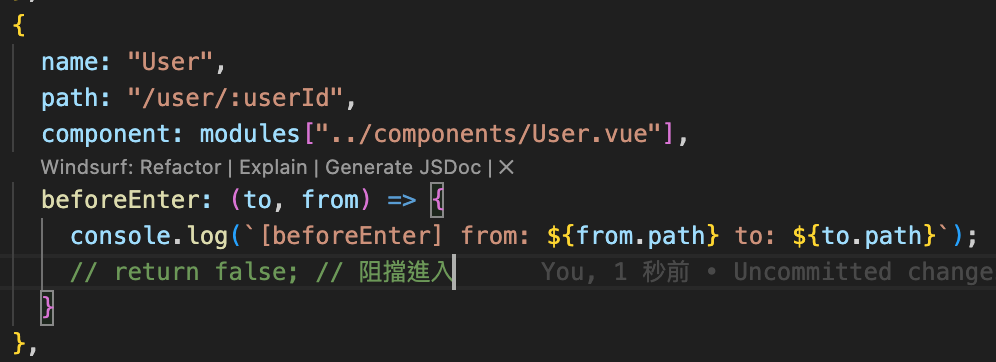 {
name: "User",
path: "/user/:userId",
component: modules["../components/User.vue"],
Windsurf: Refactor | Explain | Generate JSDoc | ✕
beforeEnter: (to, from) => {
console.log(`[beforeEnter] from: ${from.path} to: ${to.path}`);
// return false; // 阻擋進入 You, 1 秒前 • Uncommitted change
}
},